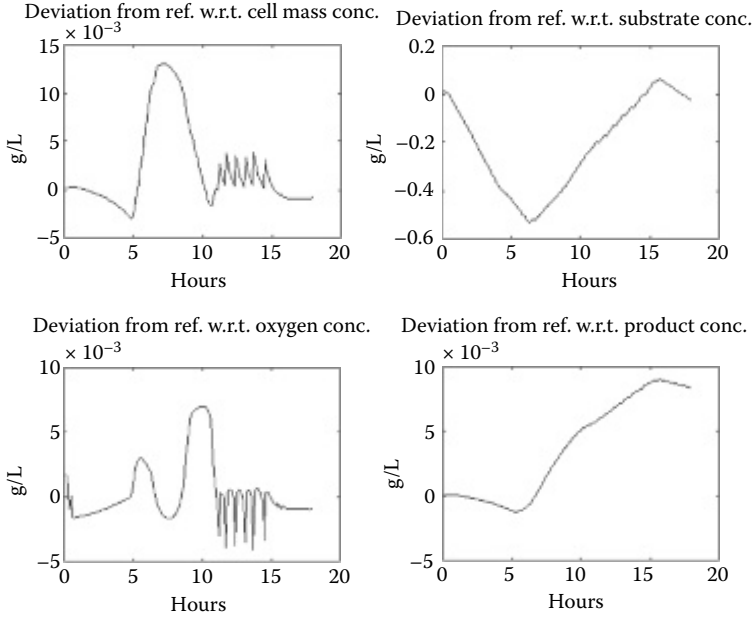 Deviation from ref. w.r.t. cell mass conc.
× 10⁻³
15
10
5
0
−5
g/L
0 5 10 15 20
Hours
Deviation from ref. w.r.t. substrate conc.
0.2
0
−0.2
−0.4
−0.6
g/L
0 5 10 15 20
Hours
Deviation from ref. w.r.t. oxygen conc.
× 10⁻³
10
5
0
−5
g/L
0 5 10 15 20
Hours
Deviation from ref. w.r.t. product conc.
× 10⁻³
10
5
0
−5
g/L
0 5 10 15 20
Hours